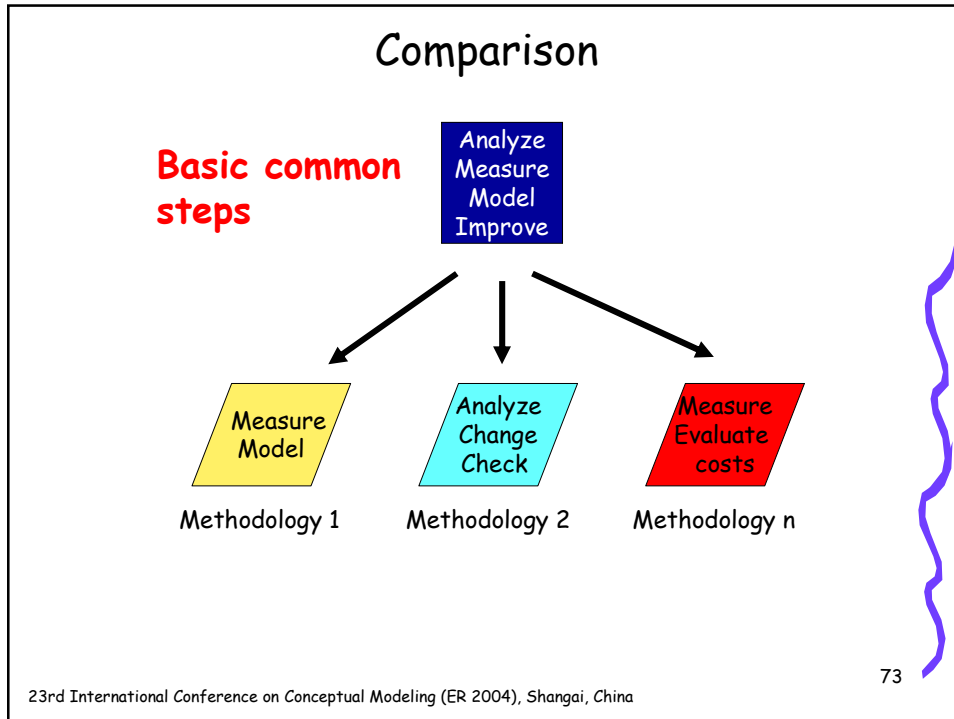 Comparison
Basic common
steps
Analyze
Measure
Model
Improve
Measure
Model
Analyze
Change
Check
Measure
Evaluate
costs
Methodology 1
Methodology 2
Methodology n
73
23rd International Conference on Conceptual Modeling (ER 2004), Shangai, China